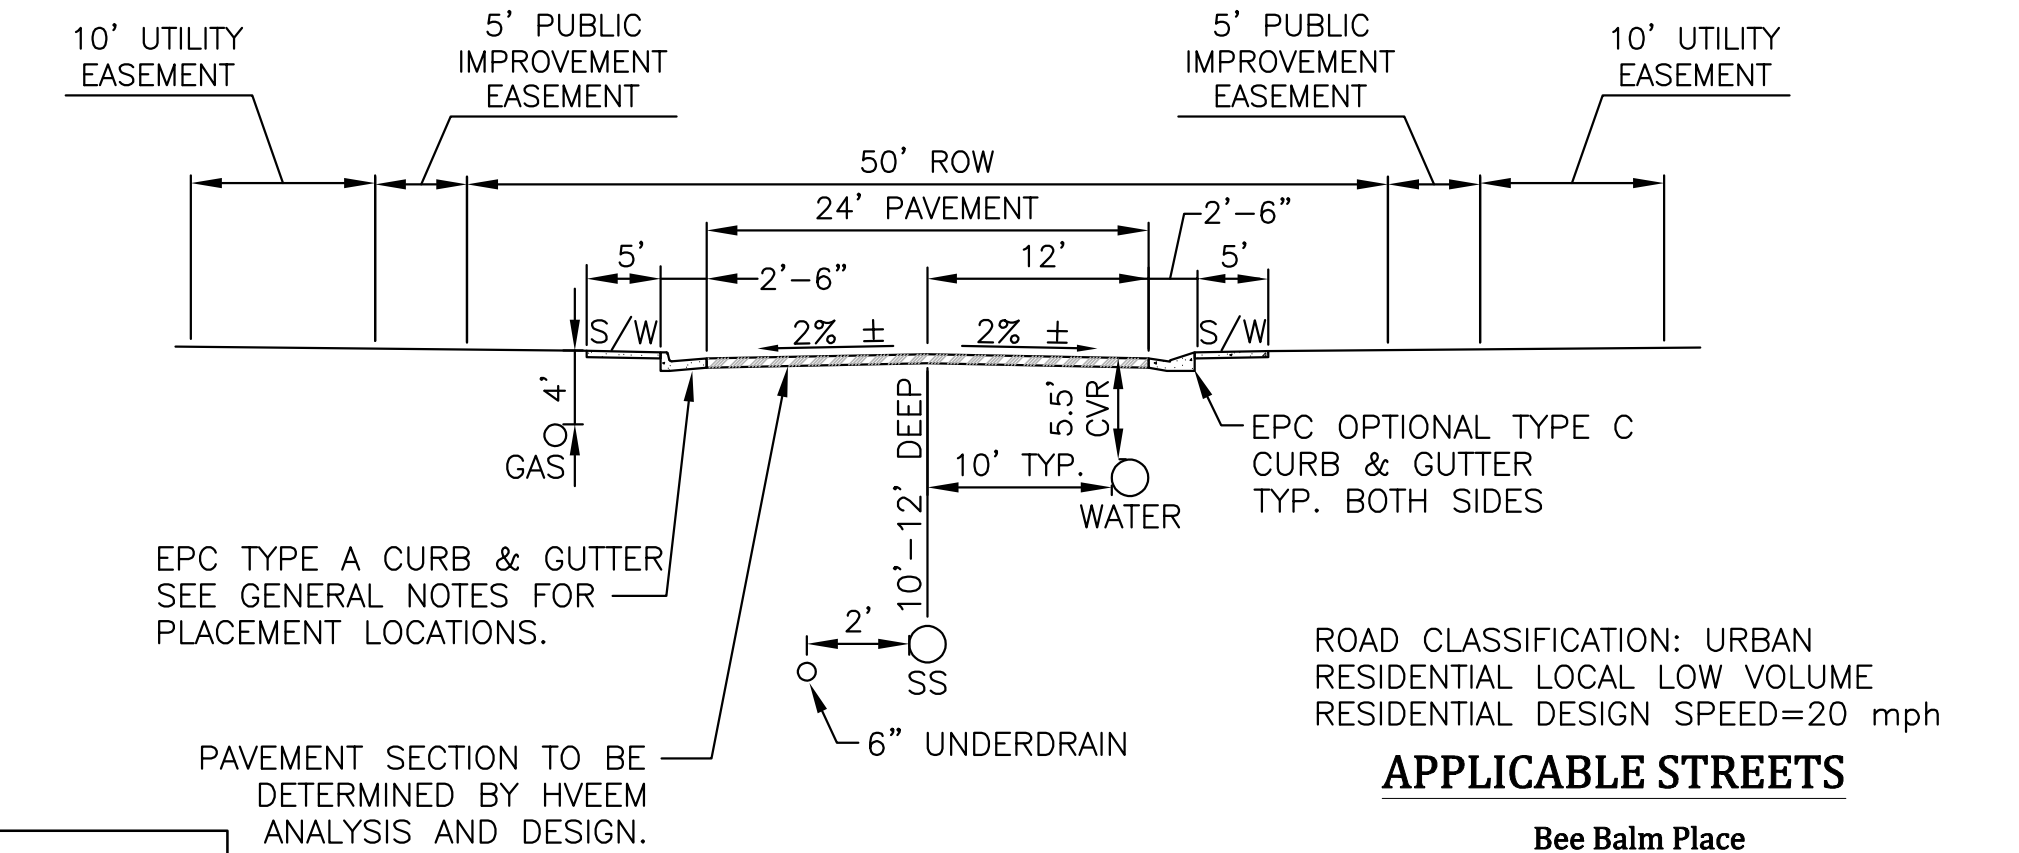 10' UTILITY
EASEMENT
5' PUBLIC
IMPROVEMENT
EASEMENT
5' PUBLIC
IMPROVEMENT
EASEMENT
10' UTILITY
EASEMENT
50' ROW
24' PAVEMENT
2'-6"
5'
2'-6"
12'
5'
S/W
2% ±
2% ±
S/W
4'
GAS
10'-12' DEEP
5.5'
CVR
10' TYP.
WATER
EPC OPTIONAL TYPE C
CURB & GUTTER
TYP. BOTH SIDES
EPC TYPE A CURB & GUTTER
SEE GENERAL NOTES FOR
PLACEMENT LOCATIONS.
2'
SS
6" UNDERDRAIN
PAVEMENT SECTION TO BE
DETERMINED BY HVEEM
ANALYSIS AND DESIGN.
ROAD CLASSIFICATION: URBAN
RESIDENTIAL LOCAL LOW VOLUME
RESIDENTIAL DESIGN SPEED=20 mph
APPLICABLE STREETS
Bee Balm Place